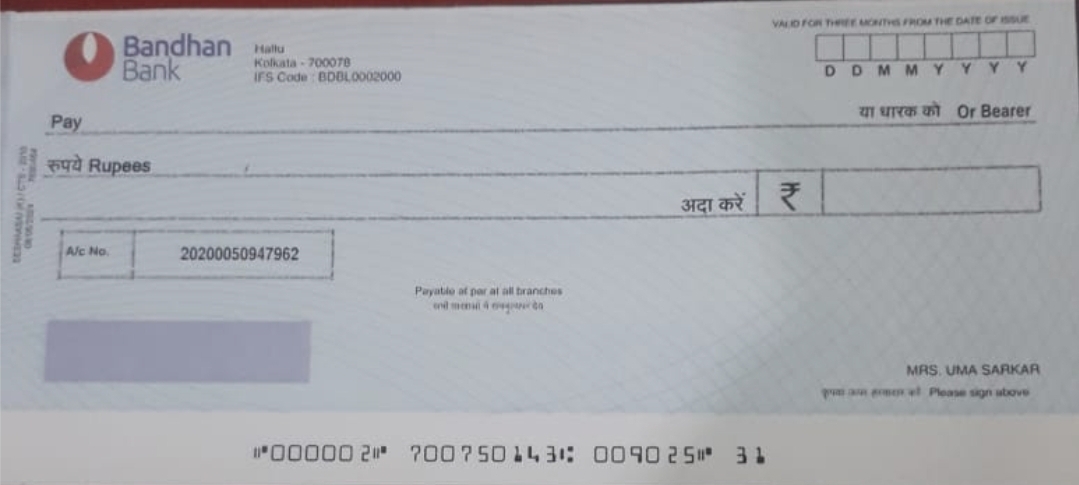 VALID FOR THREE MONTHS FROM THE DATE OF ISSUE
Bandhan
Bank
Haltu
Kolkata - 700078
IFS Code : BDBL0002000
D D M M Y Y Y Y
Pay या धारक को Or Bearer
रुपये Rupees
अदा करें ₹
A/c No. 20200050947962
Payable at par at all branches
MRS. UMA SARKAR
Please sign above
⑈000002⑈ 700750143⑆ 009025⑈ 31